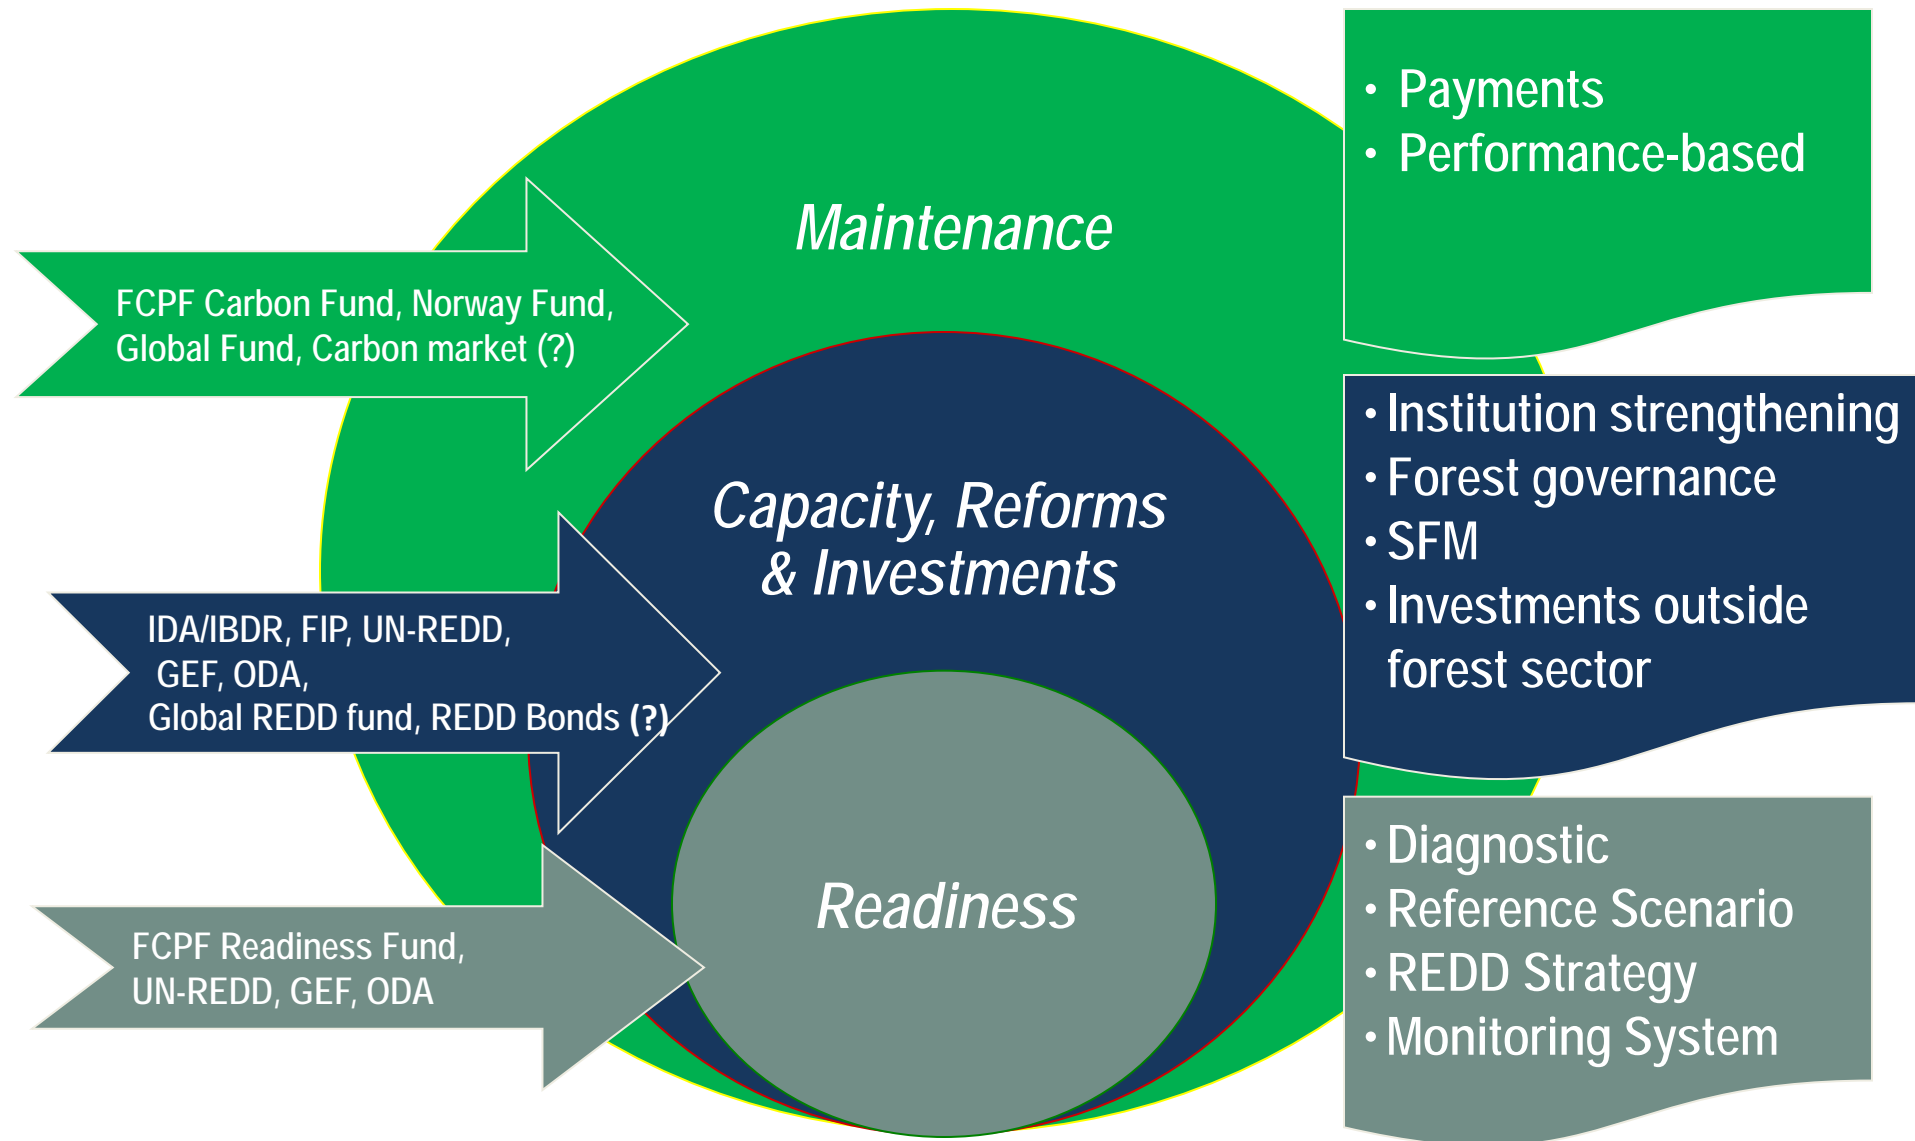 Maintenance
FCPF Carbon Fund, Norway Fund,
Global Fund, Carbon market (?)
• Payments
• Performance-based
Capacity, Reforms
& Investments
IDA/IBDR, FIP, UN-REDD,
GEF, ODA,
Global REDD fund, REDD Bonds (?)
• Institution strengthening
• Forest governance
• SFM
• Investments outside
forest sector
Readiness
FCPF Readiness Fund,
UN-REDD, GEF, ODA
• Diagnostic
• Reference Scenario
• REDD Strategy
• Monitoring System